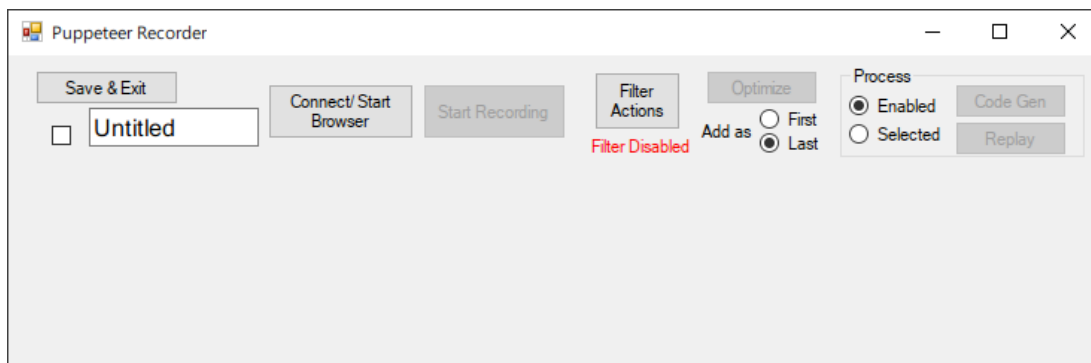 Puppeteer Recorder
Save & Exit
Untitled
Connect/ Start
Browser
Start Recording
Filter
Actions
Filter Disabled
Optimize
Add as
First
Last
Process
Enabled
Selected
Code Gen
Replay